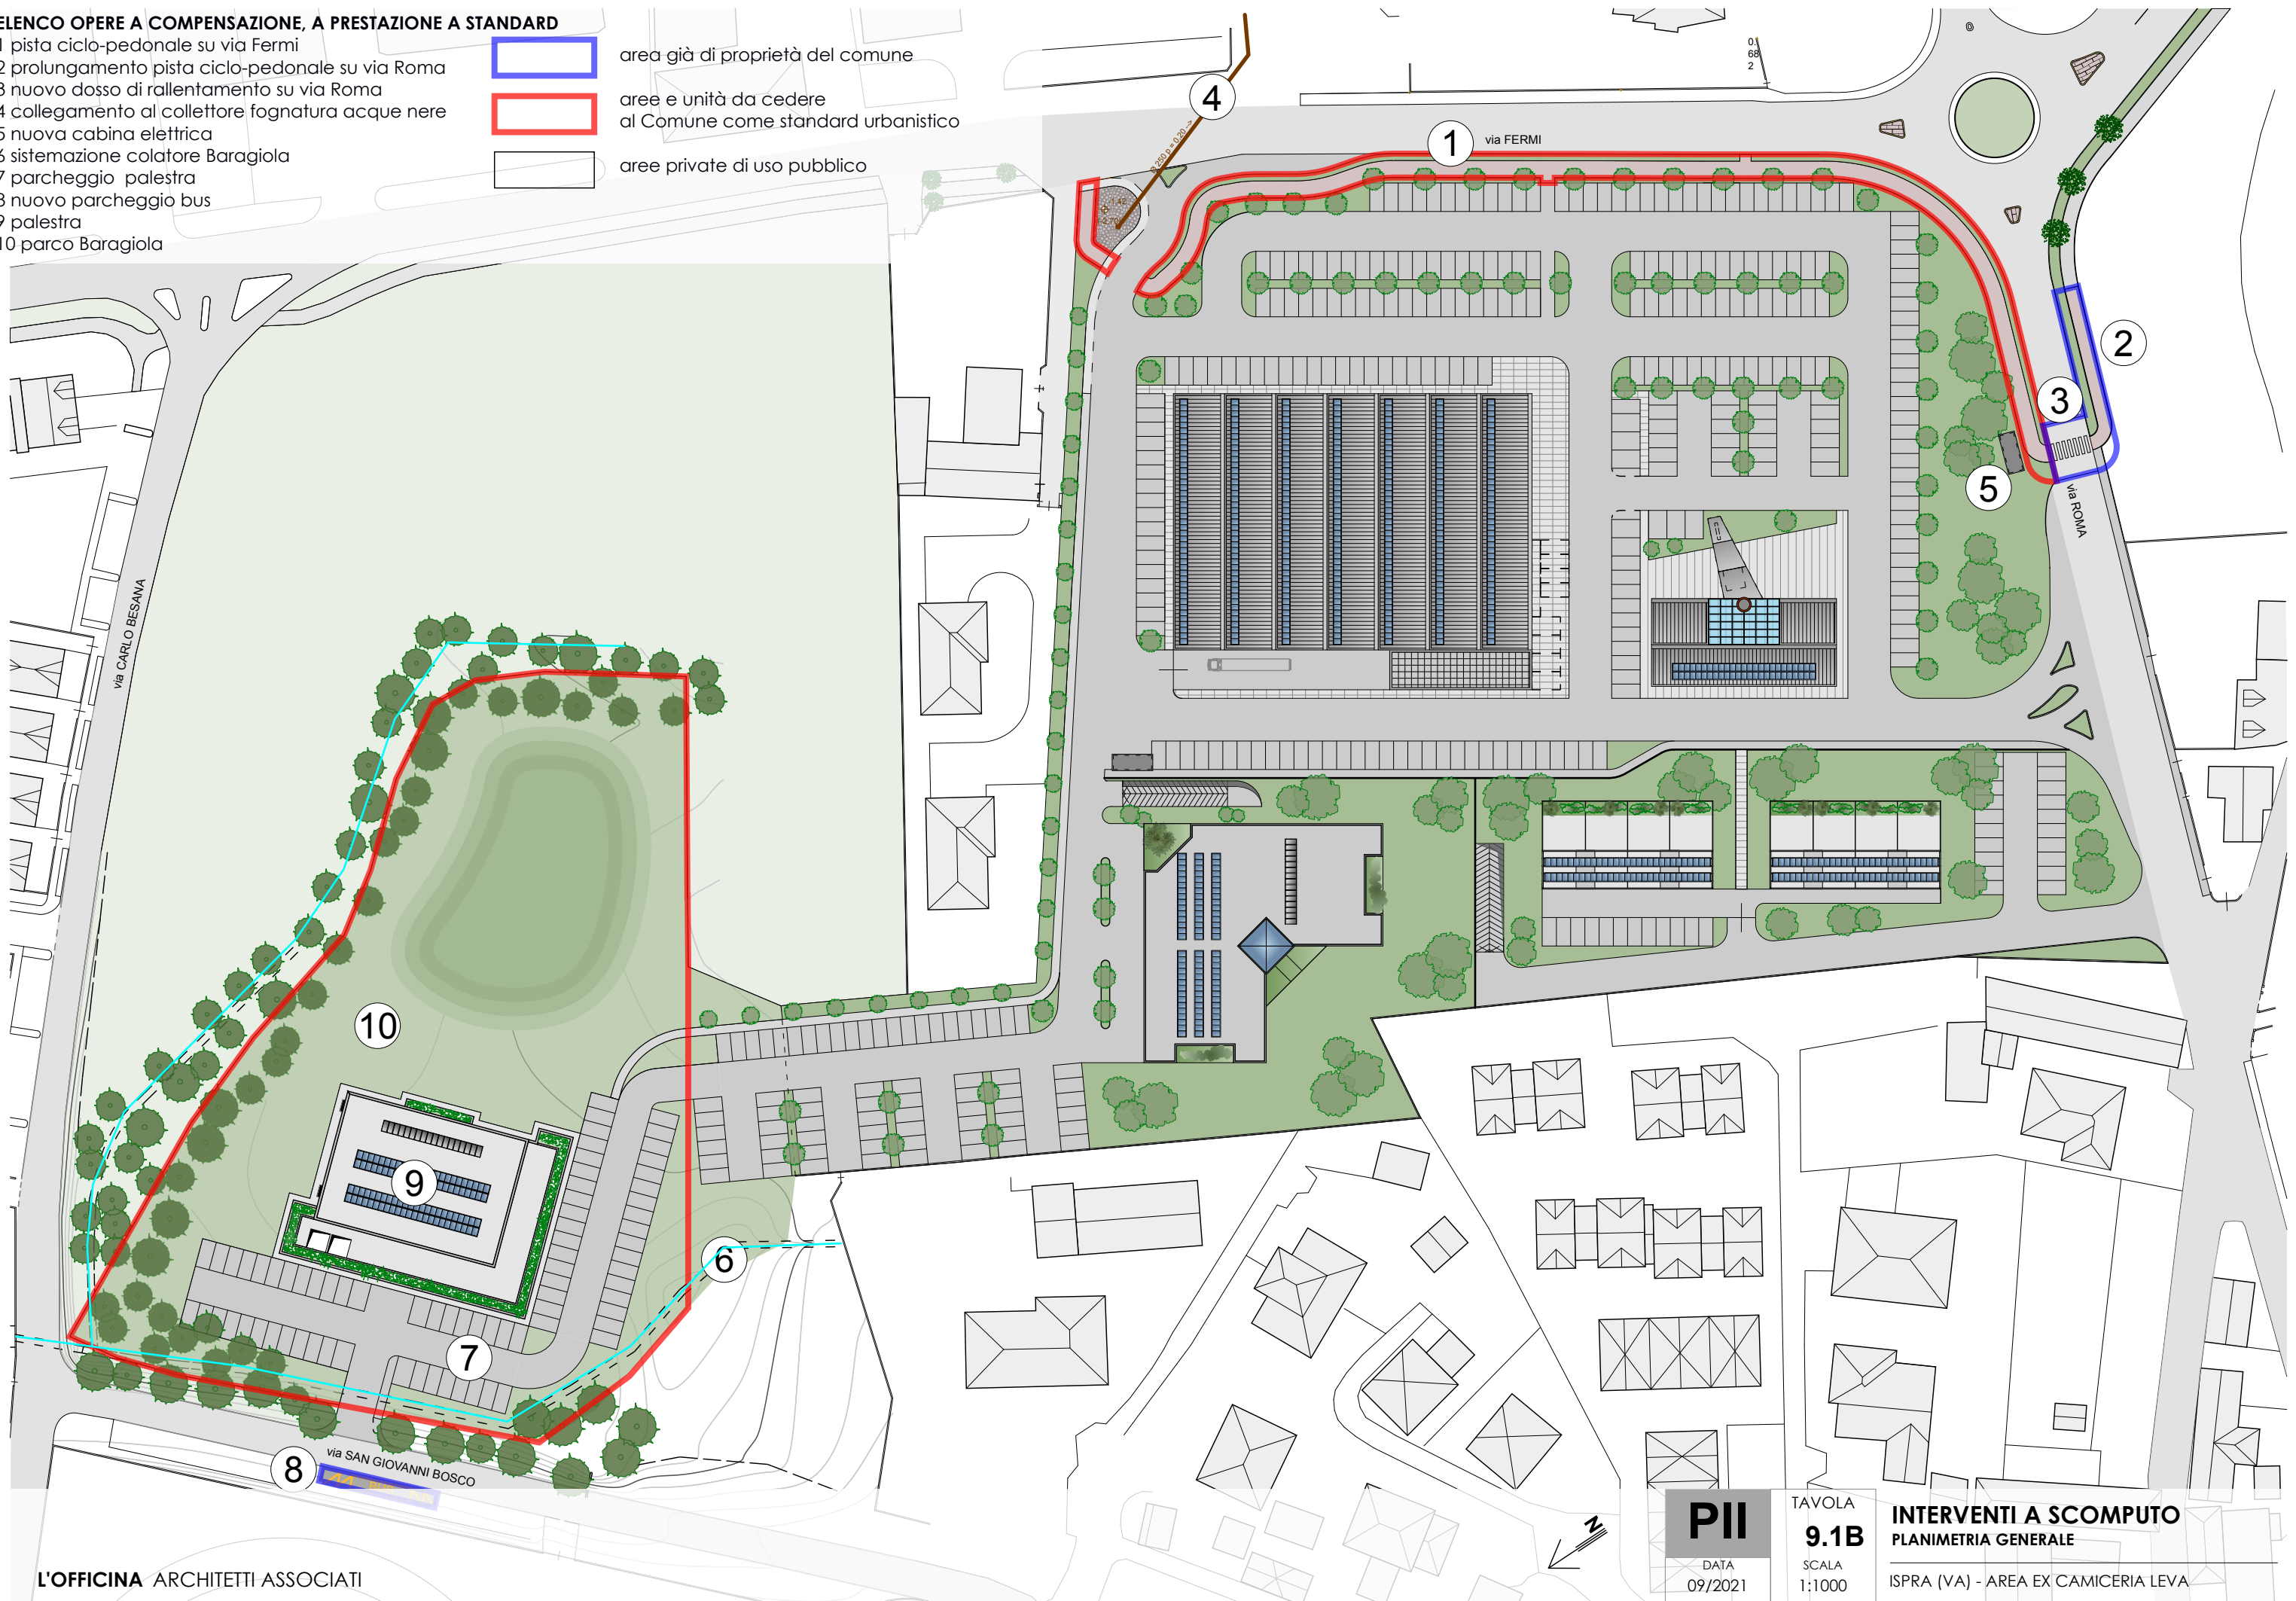 ELENCO OPERE A COMPENSAZIONE, A PRESTAZIONE A STANDARD
1 pista ciclo-pedonale su via Fermi
2 prolungamento pista ciclo-pedonale su via Roma
3 nuovo dosso di rallentamento su via Roma
4 collegamento al collettore fognatura acque nere
5 nuova cabina elettrica
6 sistemazione colatore Baragiola
7 parcheggio palestra
8 nuovo parcheggio bus
9 palestra
10 parco Baragiola
area già di proprietà del comune
aree e unità da cedere
al Comune come standard urbanistico
aree private di uso pubblico
0.
68
2
4
1
via FERMI
2
3
5
via ROMA
via CARLO BESANA
10
9
6
7
8
via SAN GIOVANNI BOSCO
N
PII
TAVOLA
9.1B
DATA
09/2021
SCALA
1:1000
INTERVENTI A SCOMPUTO
PLANIMETRIA GENERALE
ISPRA (VA) - AREA EX CAMICERIA LEVA
L'OFFICINA ARCHITETTI ASSOCIATI